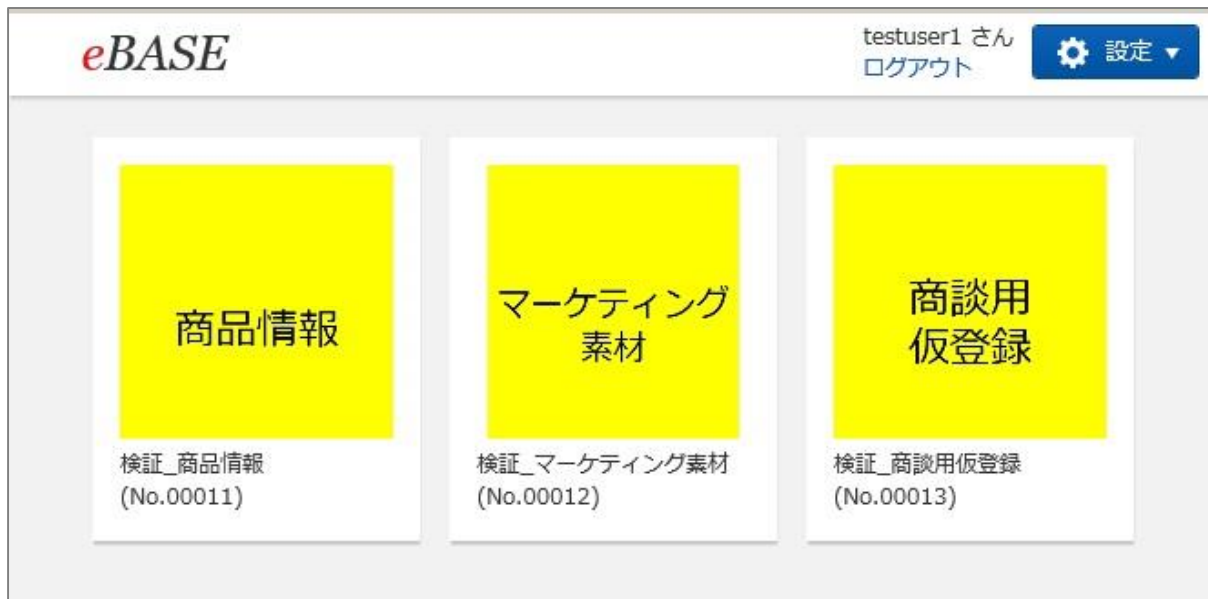 eBASE
testuser1 さん
ログアウト
設定 ▼
商品情報
検証_商品情報
(No.00011)
マーケティング
素材
検証_マーケティング素材
(No.00012)
商談用
仮登録
検証_商談用仮登録
(No.00013)